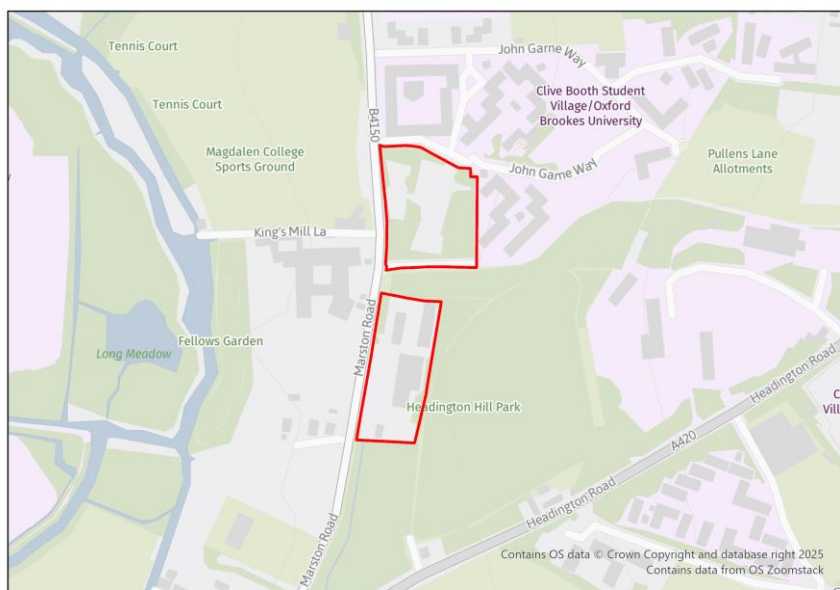 Tennis Court
John Garne Way
B4150
Clive Booth Student
Village/Oxford
Brookes University
Tennis Court
Magdalen College
Sports Ground
John Garne Way
Pullens Lane
Allotments
King's Mill La
Marston Road
Fellows Garden
Long Meadow
Headington Road
Headington Hill Park
A420
Headington Road
Marston Road
Contains OS data © Crown Copyright and database right 2025
Contains data from OS Zoomstack